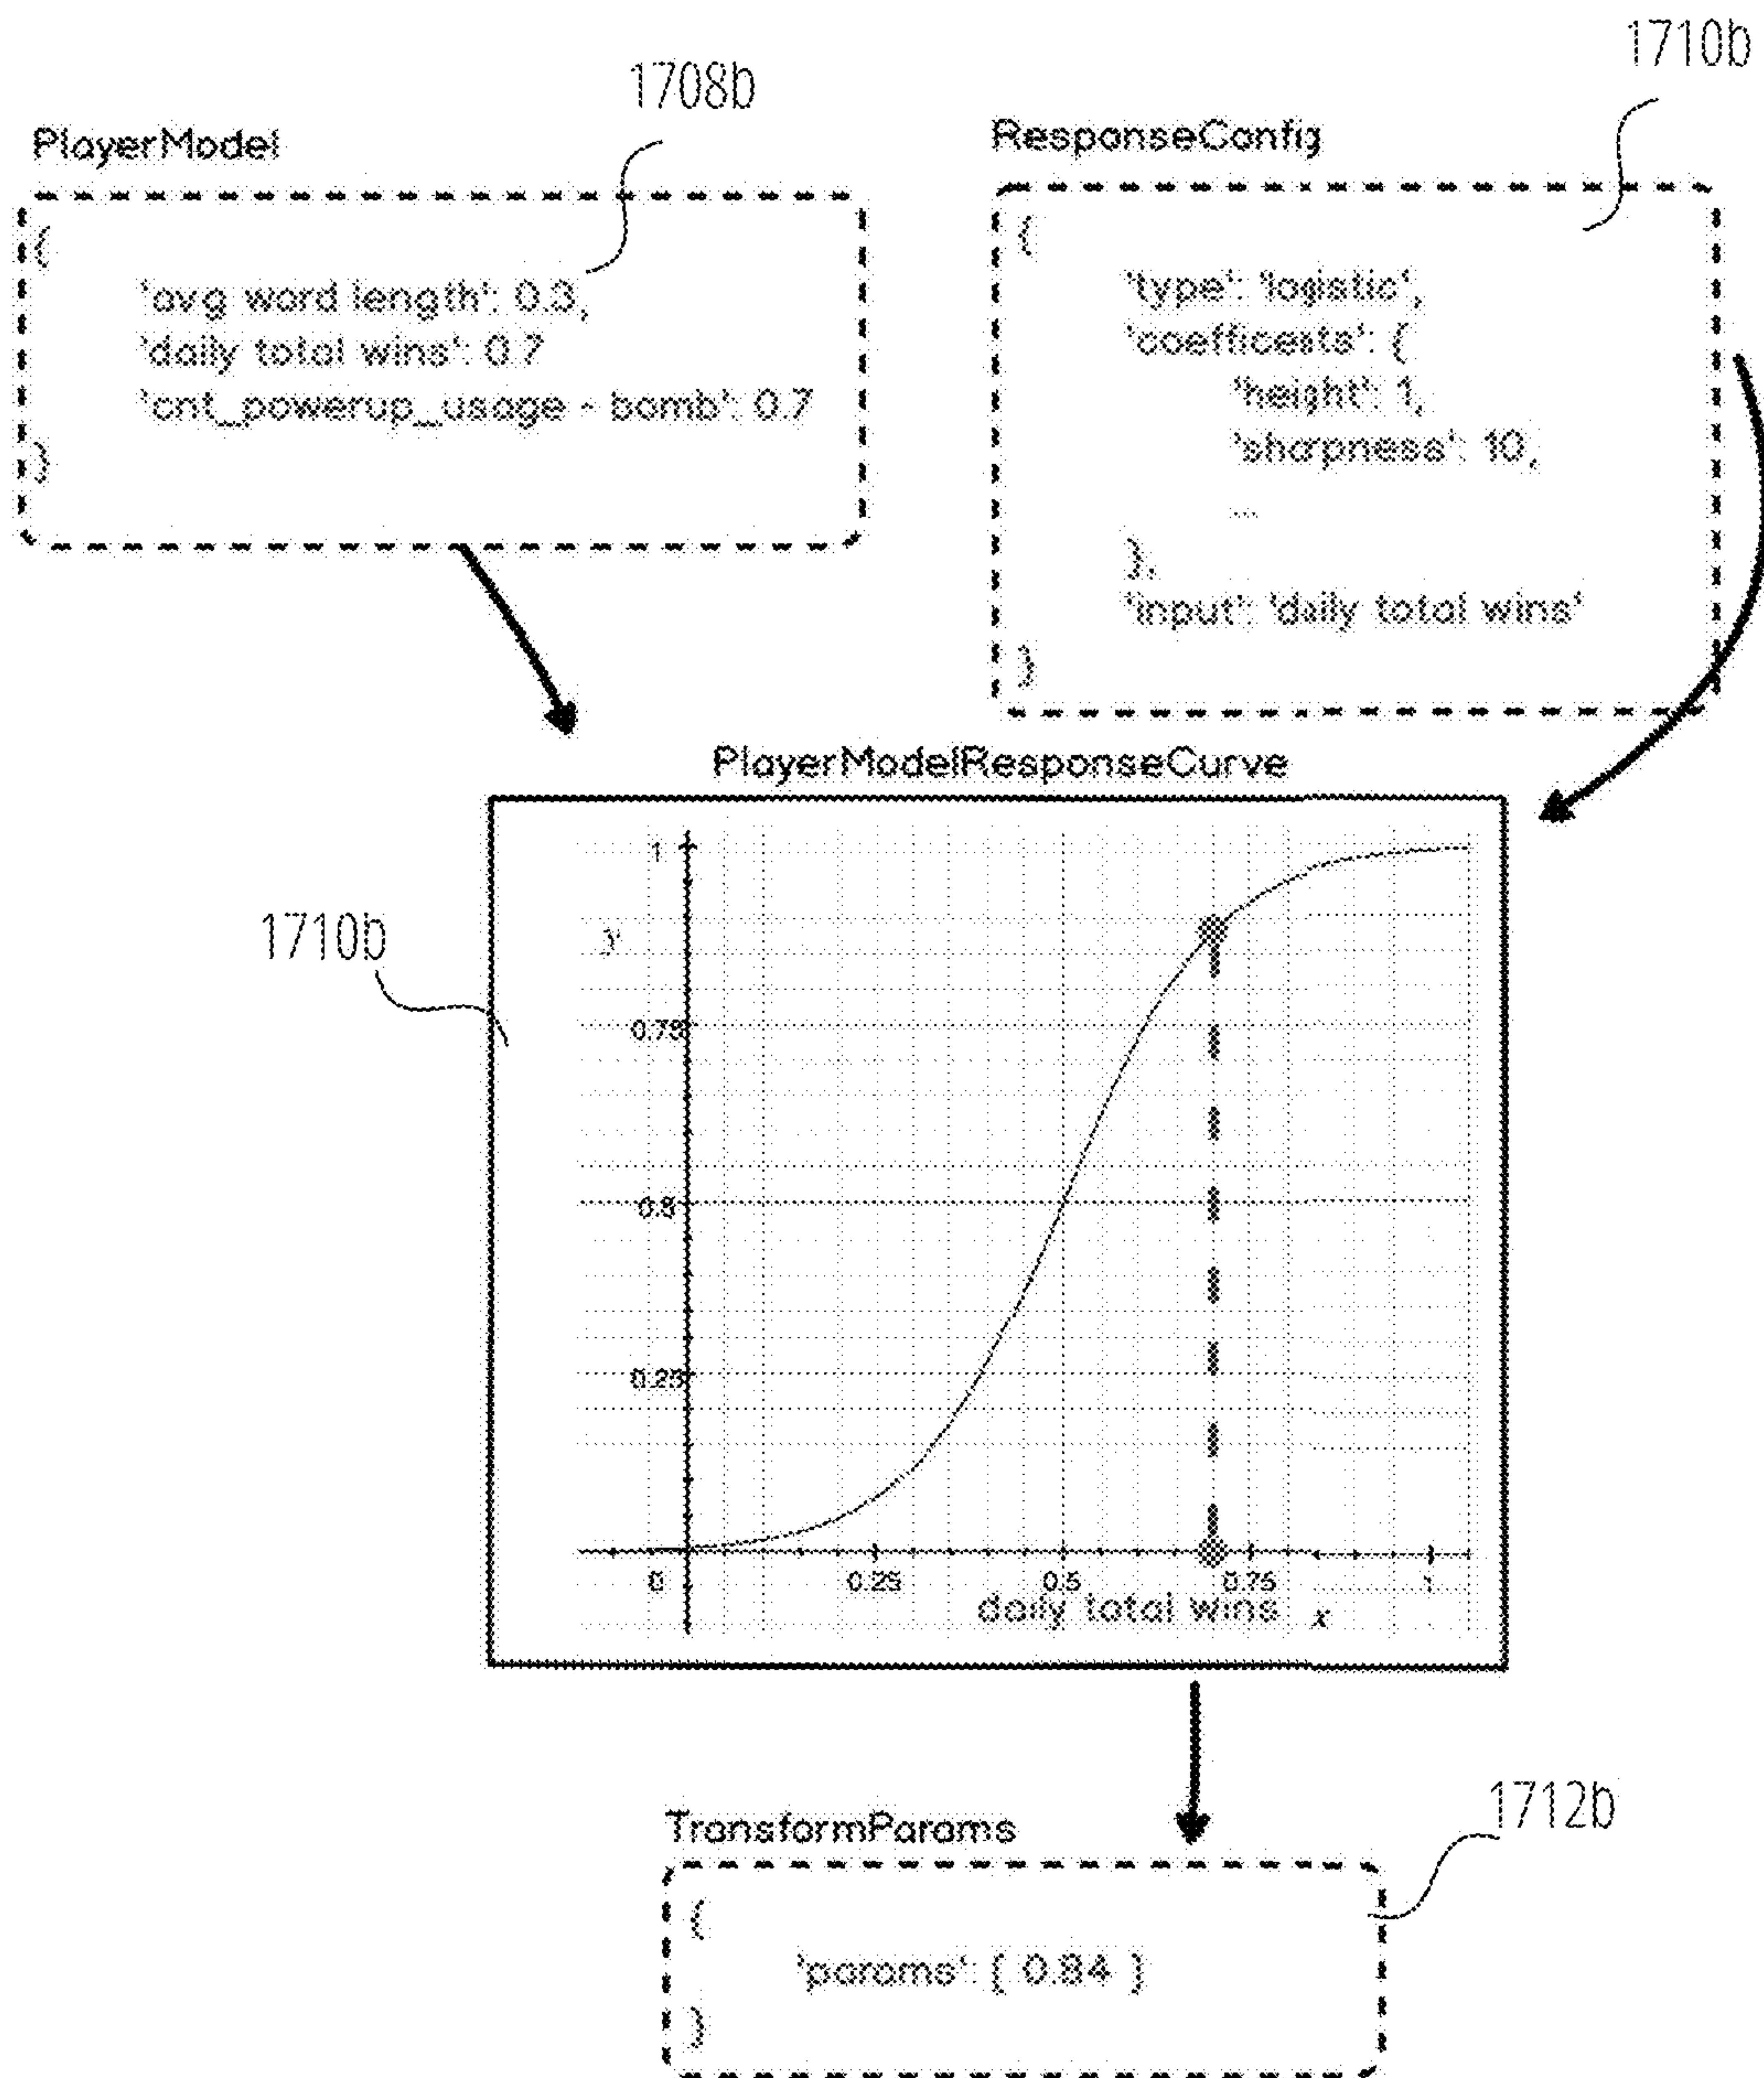 1708b
PlayerModel
{
'avg word length': 0.3,
'daily total wins': 0.7
'cnt_powerup_usage - bomb': 0.7
}
1710b
ResponseConfig
{
'type': 'logistic',
'coefficests': {
'height': 1,
'sharpness': 10,
...
},
'input': 'daily total wins'
}
PlayerModelResponseCurve
1710b
1
y
0.75
0.5
0.25
0 0.25 0.5 0.75 1
daily total wins x
TransformParams
1712b
{
'params': [ 0.84 ]
}